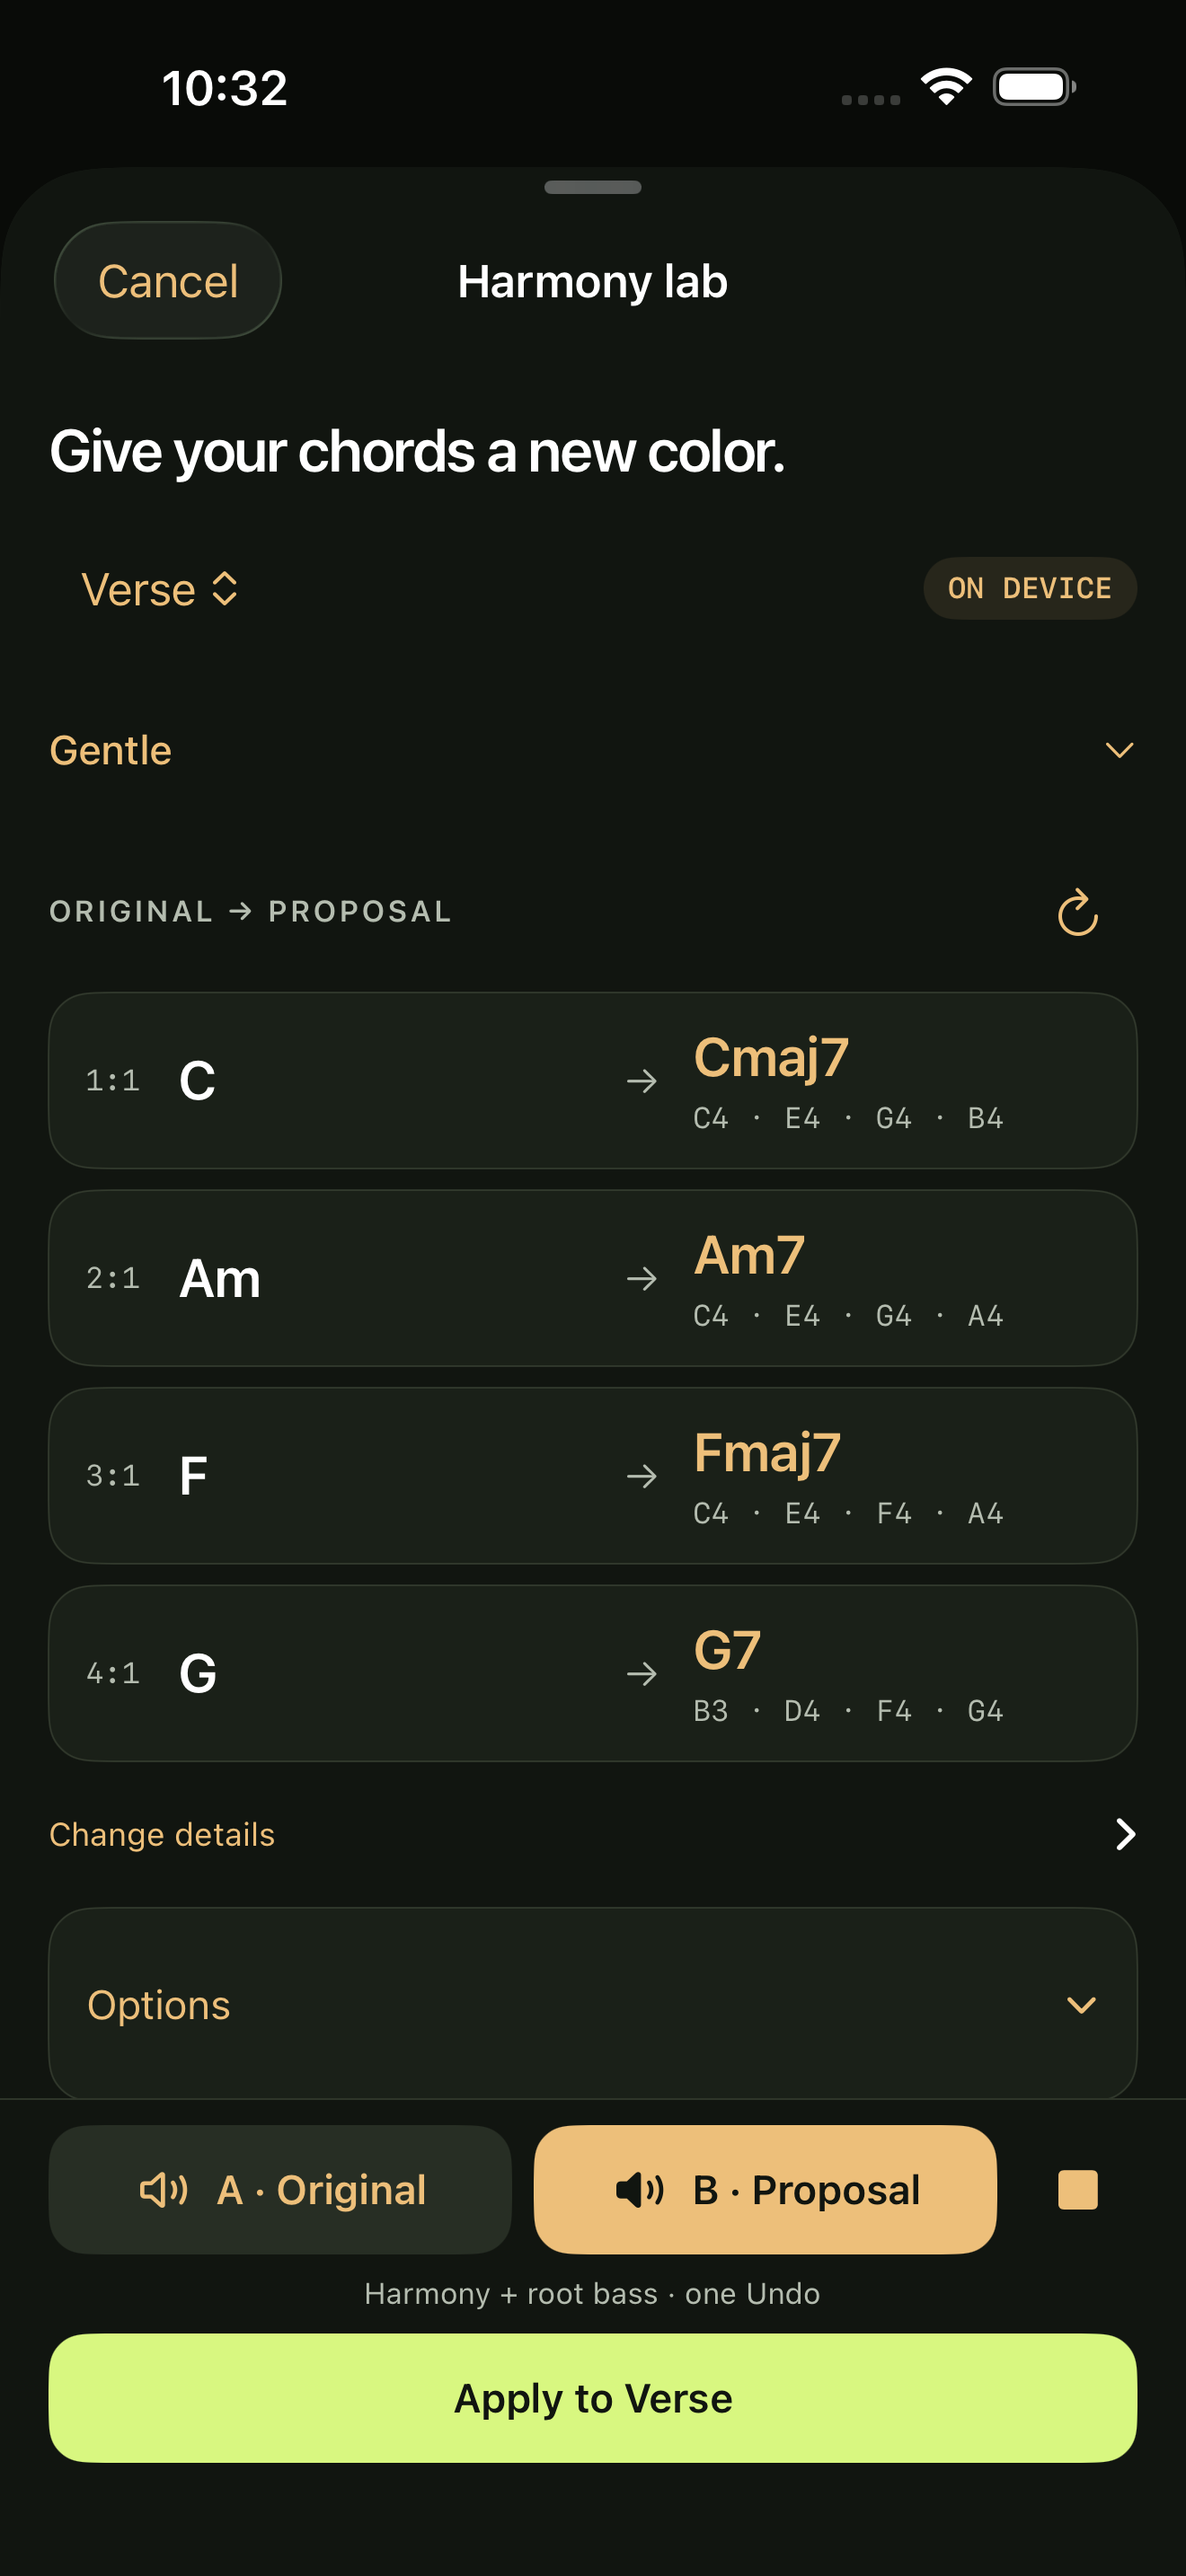 10:32
Cancel
Harmony lab
Give your chords a new color.
Verse
ON DEVICE
Gentle
ORIGINAL → PROPOSAL
1:1 C → Cmaj7
C4 · E4 · G4 · B4
2:1 Am → Am7
C4 · E4 · G4 · A4
3:1 F → Fmaj7
C4 · E4 · F4 · A4
4:1 G → G7
B3 · D4 · F4 · G4
Change details
Options
A · Original
B · Proposal
Harmony + root bass · one Undo
Apply to Verse